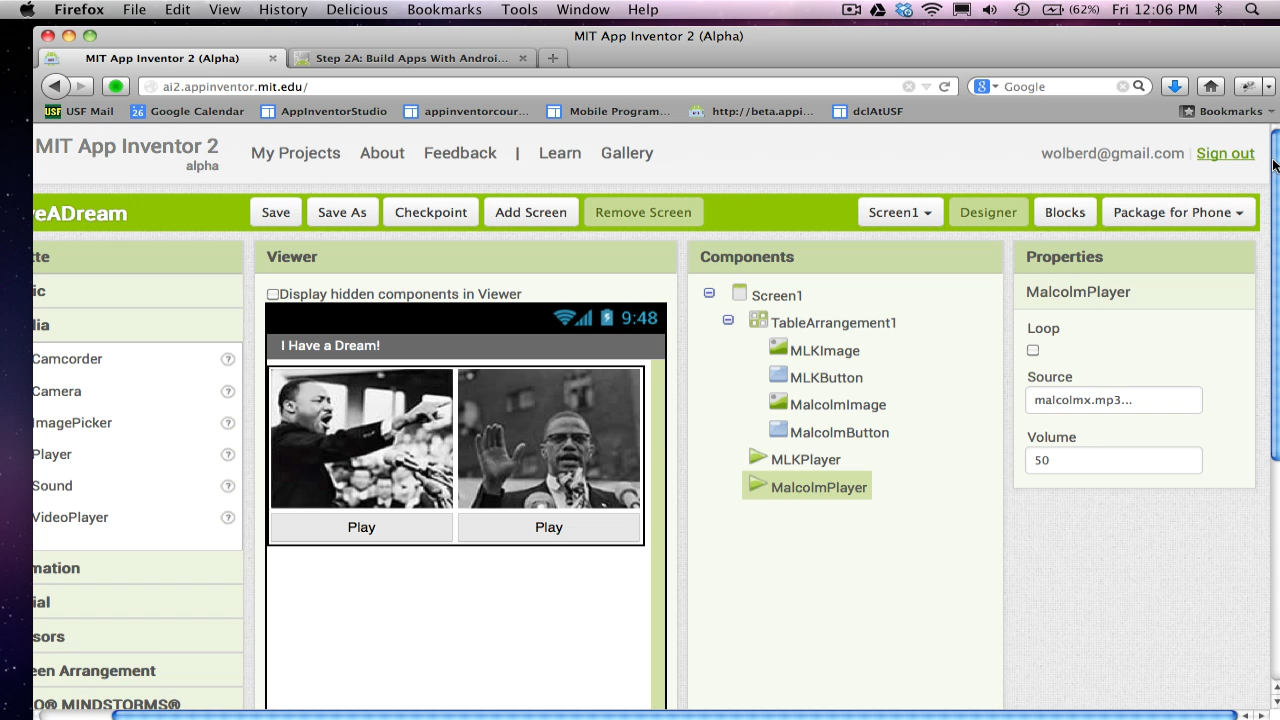 Firefox File Edit View History Delicious Bookmarks Tools Window Help (62%) Fri 12:06 PM
MIT App Inventor 2 (Alpha)
MIT App Inventor 2 (Alpha) × Step 2A: Build Apps With Androi... × +
ai2.appinventor.mit.edu/ Google
USF USF Mail 26 Google Calendar AppInventorStudio appinventorcour... Mobile Program... http://beta.appi... dclAtUSF Bookmarks
MIT App Inventor 2
alpha
My Projects About Feedback | Learn Gallery wolberd@gmail.com Sign out
eADream Save Save As Checkpoint Add Screen Remove Screen Screen1 Designer Blocks Package for Phone
tte Viewer Components Properties
ic
Display hidden components in Viewer Screen1 MalcolmPlayer
9:48
dia TableArrangement1 Loop
I Have a Dream!
Camcorder ? MLKImage
MLKButton Source
Camera ? MalcolmImage malcolmx.mp3...
ImagePicker ? MalcolmButton Volume
Player ? MLKPlayer 50
Sound ? MalcolmPlayer
VideoPlayer ?
Play Play
mation
ial
sors
een Arrangement
O® MINDSTORMS®